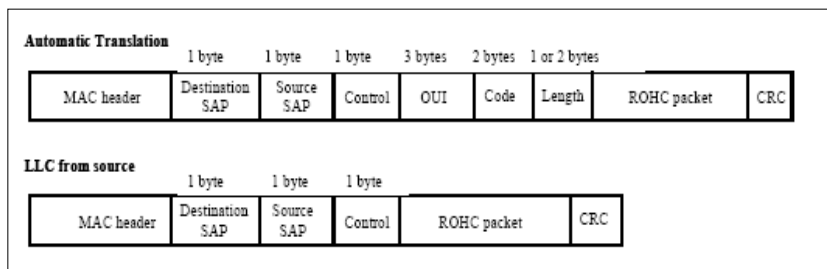 Automatic Translation
1 byte 1 byte 1 byte 3 bytes 2 bytes 1 or 2 bytes
MAC header Destination SAP Source SAP Control OUI Code Length ROHC packet CRC
LLC from source
1 byte 1 byte 1 byte
MAC header Destination SAP Source SAP Control ROHC packet CRC